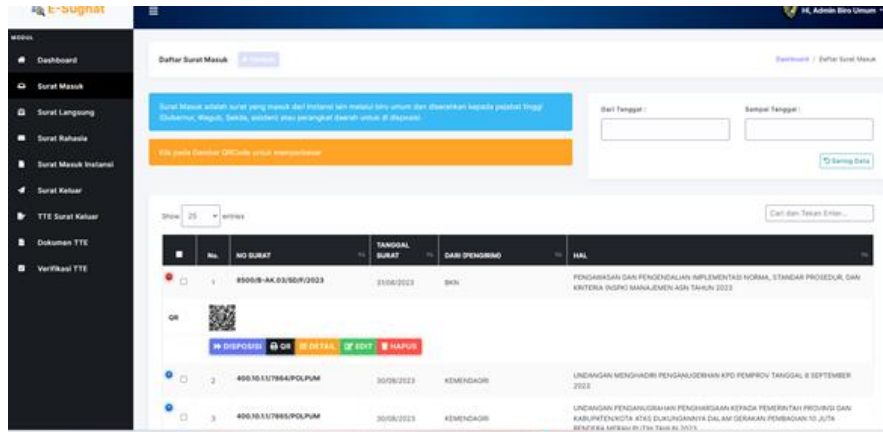 E-Sughat
Hi, Admin Biro Umum
MODUL
Dashboard
Surat Masuk
Surat Langsung
Surat Rahasia
Surat Masuk Instansi
Surat Keluar
TTE Surat Keluar
Dokumen TTE
Verifikasi TTE
Daftar Surat Masuk
Dashboard / Daftar Surat Masuk
Surat Masuk adalah surat yang masuk dari instansi lain melalui biro umum dan diserahkan kepada pejabat tinggi
(Gubernur, Wagub, Sekda, asisten) atau perangkat daerah untuk di disposisi
Klik pada Gambar QRCode untuk memperbesar
Dari Tanggal : Sampai Tanggal :
Saring Data
Show 25 entries
Cari dan Tekan Enter...
No. NO SURAT TANGGAL SURAT DARI (PENGIRIM) HAL
1 31/08/2023 BKN PENGAWASAN DAN PENGENDALIAN IMPLEMENTASI NORMA, STANDAR PROSEDUR, DAN
KRITERIA (NSPK) MANAJEMEN ASN TAHUN 2023
QR
DISPOSISI QR DETAIL EDIT HAPUS
2 400.10.1.1/7864/POLPUM 30/08/2023 KEMENDAGRI UNDANGAN MENGHADIRI PENGANUGERHAN KPD PEMPROV TANGGAL 8 SEPTEMBER
2023
3 400.10.1.1/7865/POLPUM 30/08/2023 KEMENDAGRI UNDANGAN PENGANUGRAHAN PENGHARGAAN KEPADA PEMERINTAH PROVINSI DAN
KABUPATEN/KOTA ATAS DUKUNGANNYA DALAM GERAKAN PEMBAGIAN 10 JUTA
BENDERA MERAH PUTIH TAHUN 2023